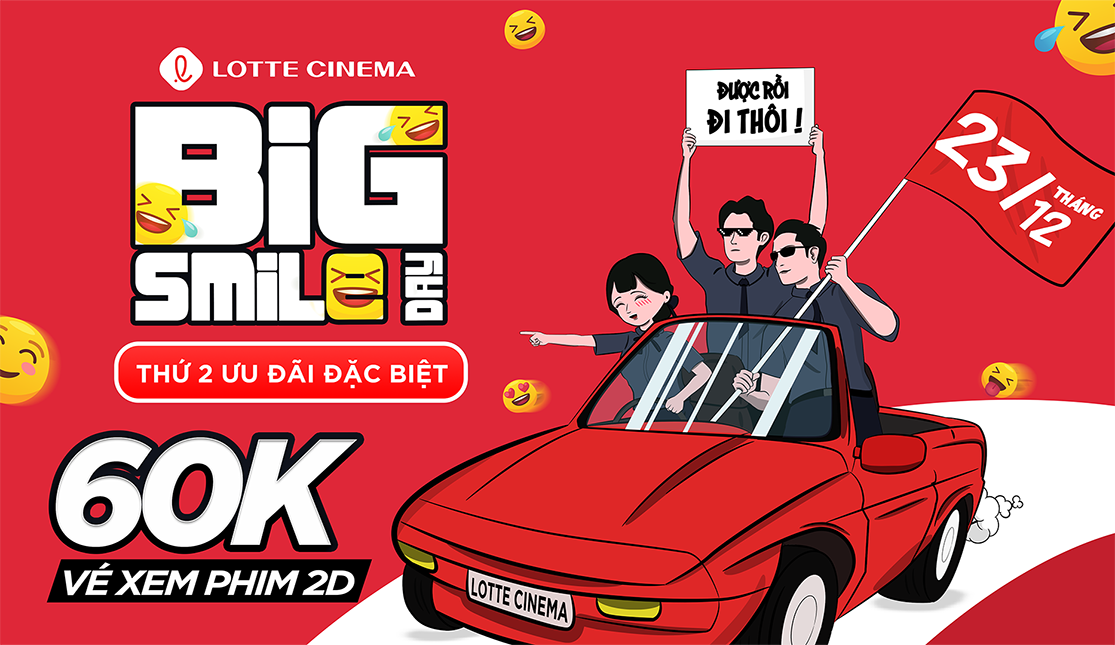 LOTTE CINEMA
BiG
SMiLe
DAY
THỨ 2 ƯU ĐÃI ĐẶC BIỆT
60K
VÉ XEM PHIM 2D
ĐƯỢC RỒI
ĐI THÔI !
23/12
THÁNG
LOTTE CINEMA